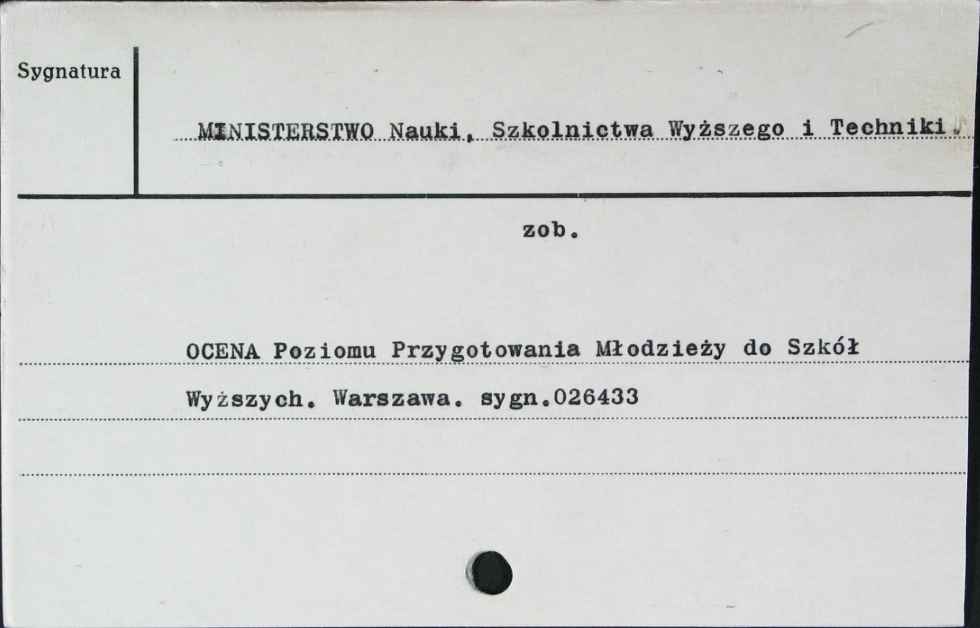 Sygnatura
MINISTERSTWO Nauki, Szkolnictwa Wyższego i Techniki.
zob.
OCENA Poziomu Przygotowania Młodzieży do Szkół
Wyższych. Warszawa. sygn.026433